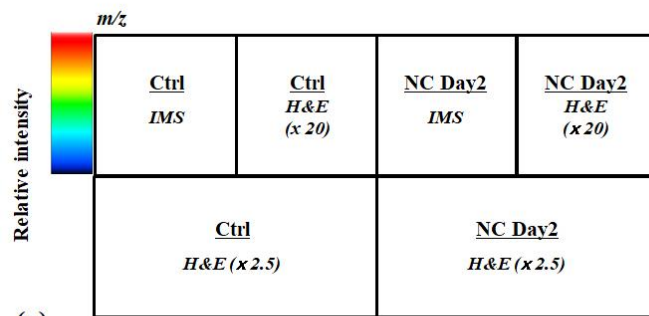 m/z
Relative intensity
Ctrl
IMS
Ctrl
H&E
(x 20)
NC Day2
IMS
NC Day2
H&E
(x 20)
Ctrl
H&E (x 2.5)
NC Day2
H&E (x 2.5)